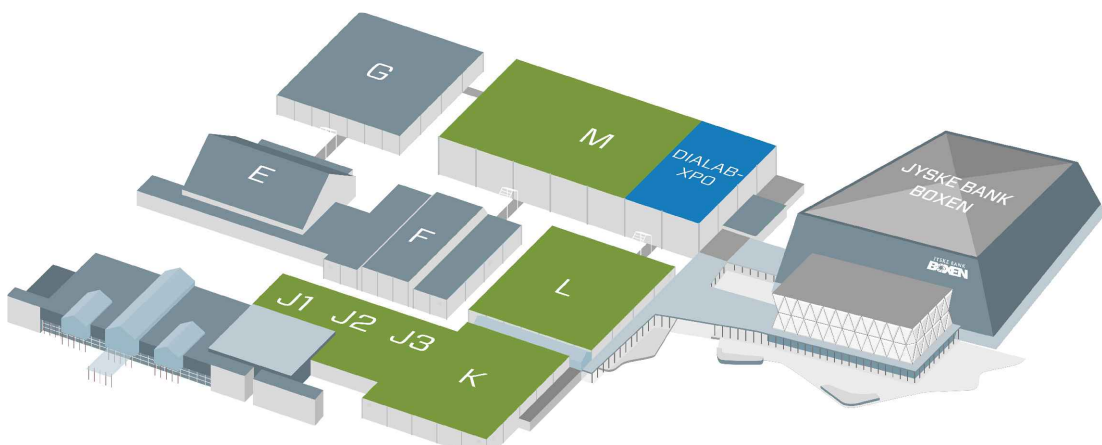 G
M
DIALAB-
XPO
E
JYSKE BANK
BOXEN
F
JYSKE BANK
BOXEN
L
J1
J2
J3
K